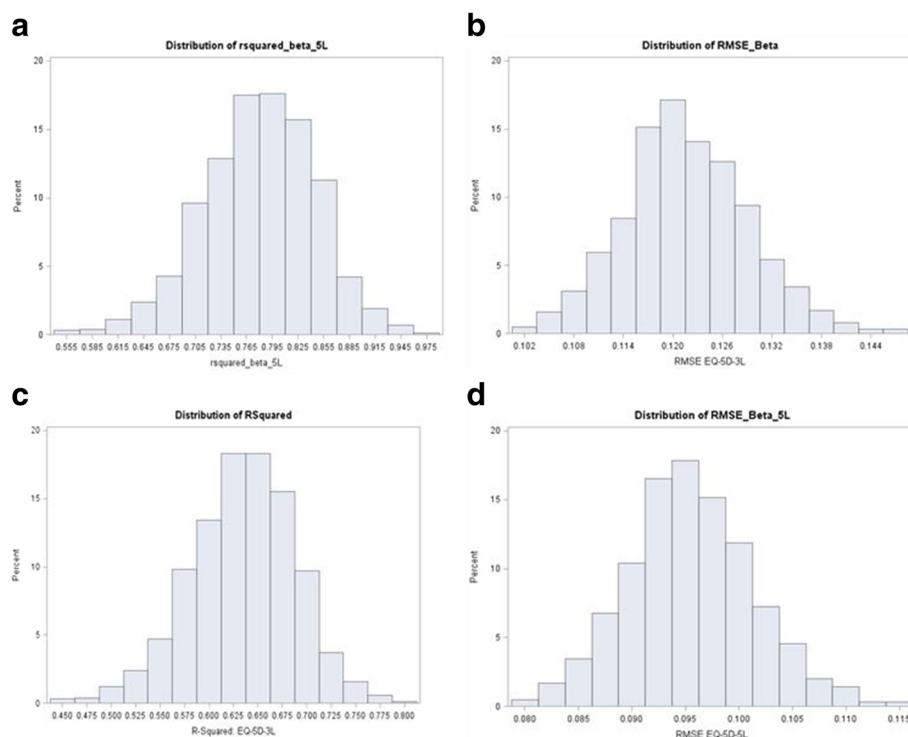 a
Distribution of rsquared_beta_5L
20
15
10
5
0
Percent
0.555 0.585 0.615 0.645 0.675 0.705 0.735 0.765 0.795 0.825 0.855 0.885 0.915 0.945 0.975
rsquared_beta_5L
b
Distribution of RMSE_Beta
20
15
10
5
0
Percent
0.102 0.108 0.114 0.120 0.126 0.132 0.138 0.144
RMSE EQ-5D-3L
c
Distribution of RSquared
20
15
10
5
0
Percent
0.450 0.475 0.500 0.525 0.550 0.575 0.600 0.625 0.650 0.675 0.700 0.725 0.750 0.775 0.800
R-Squared: EQ-5D-3L
d
Distribution of RMSE_Beta_5L
20
15
10
5
0
Percent
0.080 0.085 0.090 0.095 0.100 0.105 0.110 0.115
RMSE EQ-5D-5L